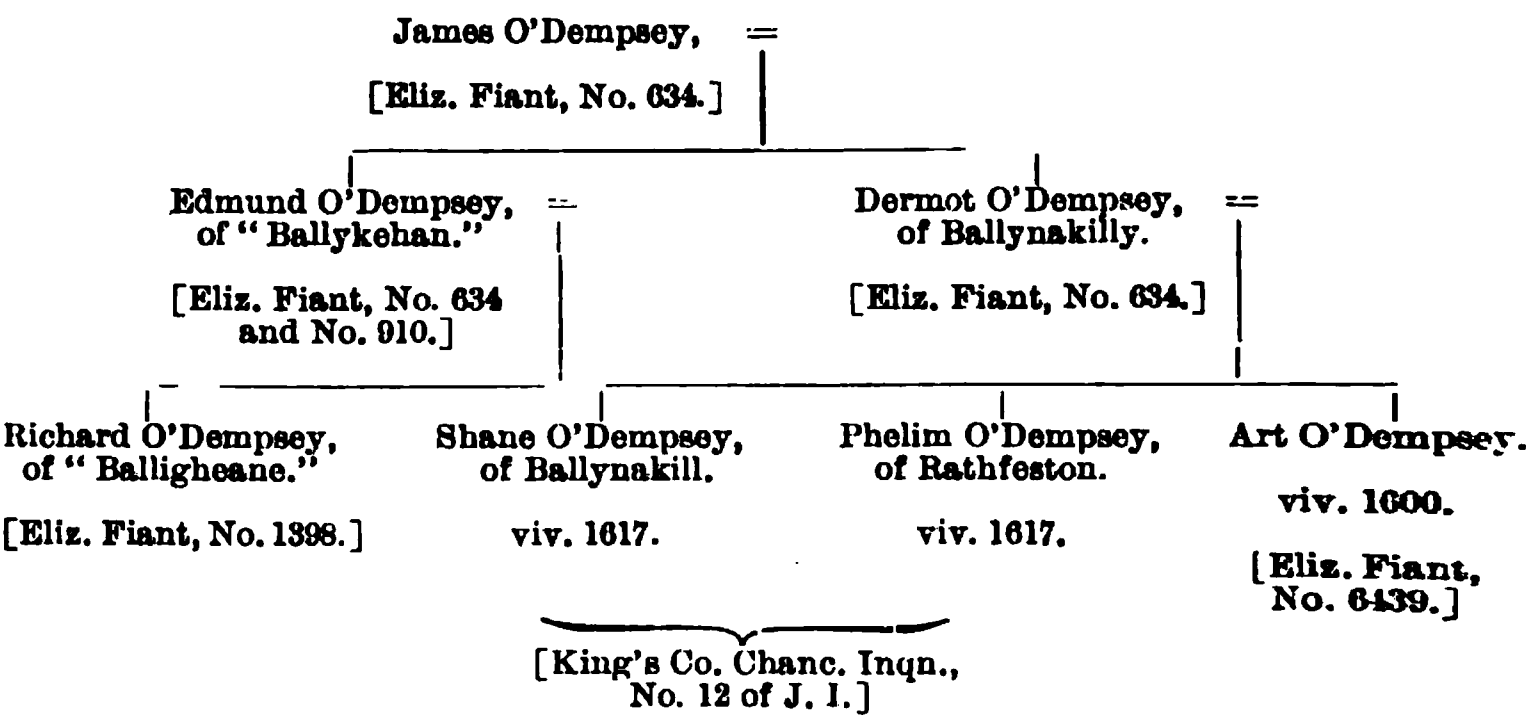 James O'Dempsey, =
[Eliz. Fiant, No. 634.]
Edmund O'Dempsey, =
of "Ballykehan."
[Eliz. Fiant, No. 634
and No. 910.]
Dermot O'Dempsey, =
of Ballynakilly.
[Eliz. Fiant, No. 634.]
Richard O'Dempsey,
of "Balligheane."
[Eliz. Fiant, No. 1398.]
Shane O'Dempsey,
of Ballynakill.
viv. 1617.
Phelim O'Dempsey,
of Rathfeston.
viv. 1617.
Art O'Dempsey.
viv. 1600.
[Eliz. Fiant,
No. 6439.]
[King's Co. Chanc. Inqn.,
No. 12 of J. I.]